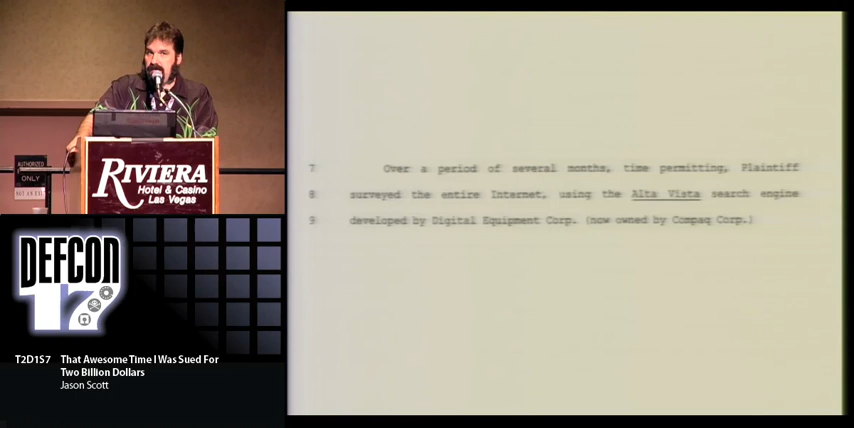 AUTHORIZED
ONLY
RIVIERA
Hotel & Casino
Las Vegas
DEFCON
17
T2D1S7 That Awesome Time I Was Sued For
Two Billion Dollars
Jason Scott
7 Over a period of several months, time permitting, Plaintiff
8 surveyed the entire Internet, using the Alta Vista search engine
9 developed by Digital Equipment Corp. (now owned by Compaq Corp.)